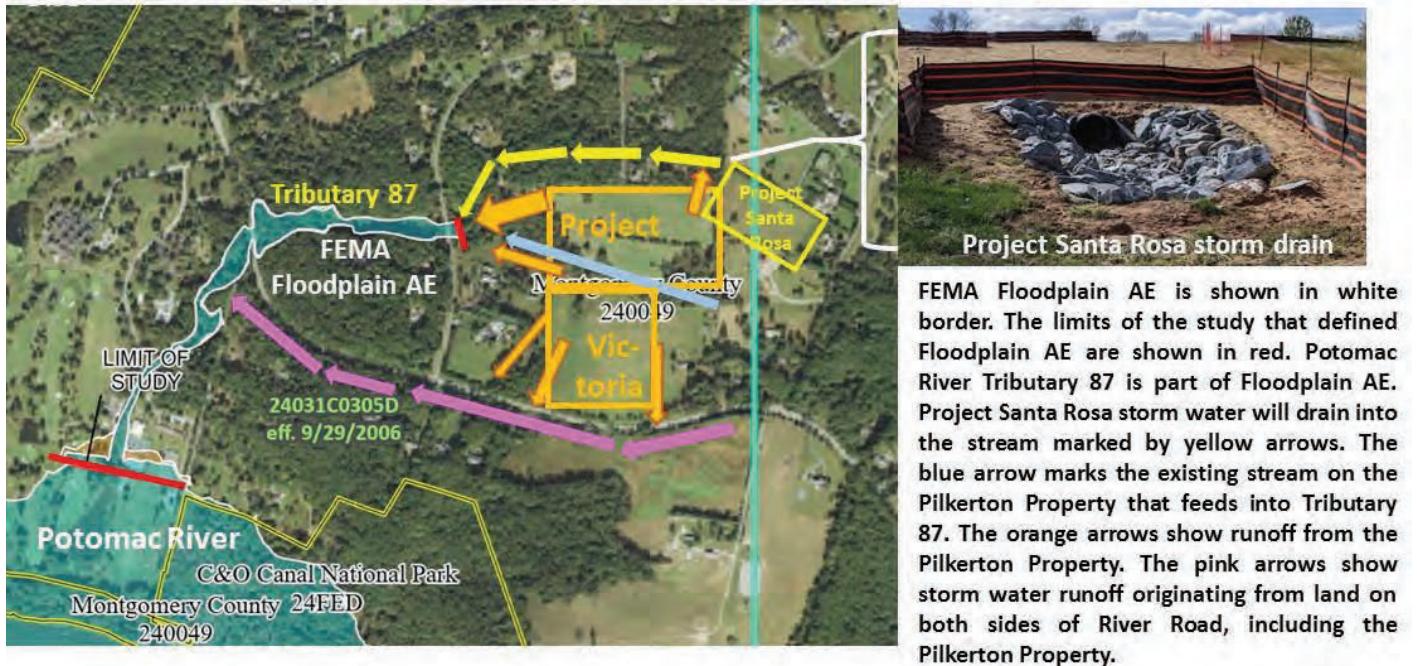 Tributary 87
FEMA
Floodplain AE
Project
Santa
Rosa
Project
Montgomery County
240049
Vic-
toria
LIMIT OF
STUDY
24031C0305D
eff. 9/29/2006
Potomac River
C&O Canal National Park
24FED
Montgomery County
240049
Project Santa Rosa storm drain
FEMA Floodplain AE is shown in white
border. The limits of the study that defined
Floodplain AE are shown in red. Potomac
River Tributary 87 is part of Floodplain AE.
Project Santa Rosa storm water will drain into
the stream marked by yellow arrows. The
blue arrow marks the existing stream on the
Pilkerton Property that feeds into Tributary
87. The orange arrows show runoff from the
Pilkerton Property. The pink arrows show
storm water runoff originating from land on
both sides of River Road, including the
Pilkerton Property.